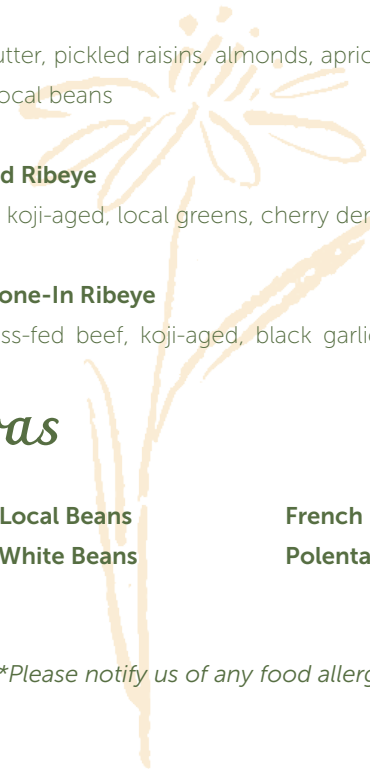 utter, pickled raisins, almonds, apric
ocal beans
d Ribeye
koji-aged, local greens, cherry der
one-In Ribeye
ss-fed beef, koji-aged, black garli
as
Local Beans French
White Beans Polenta
*Please notify us of any food allerg